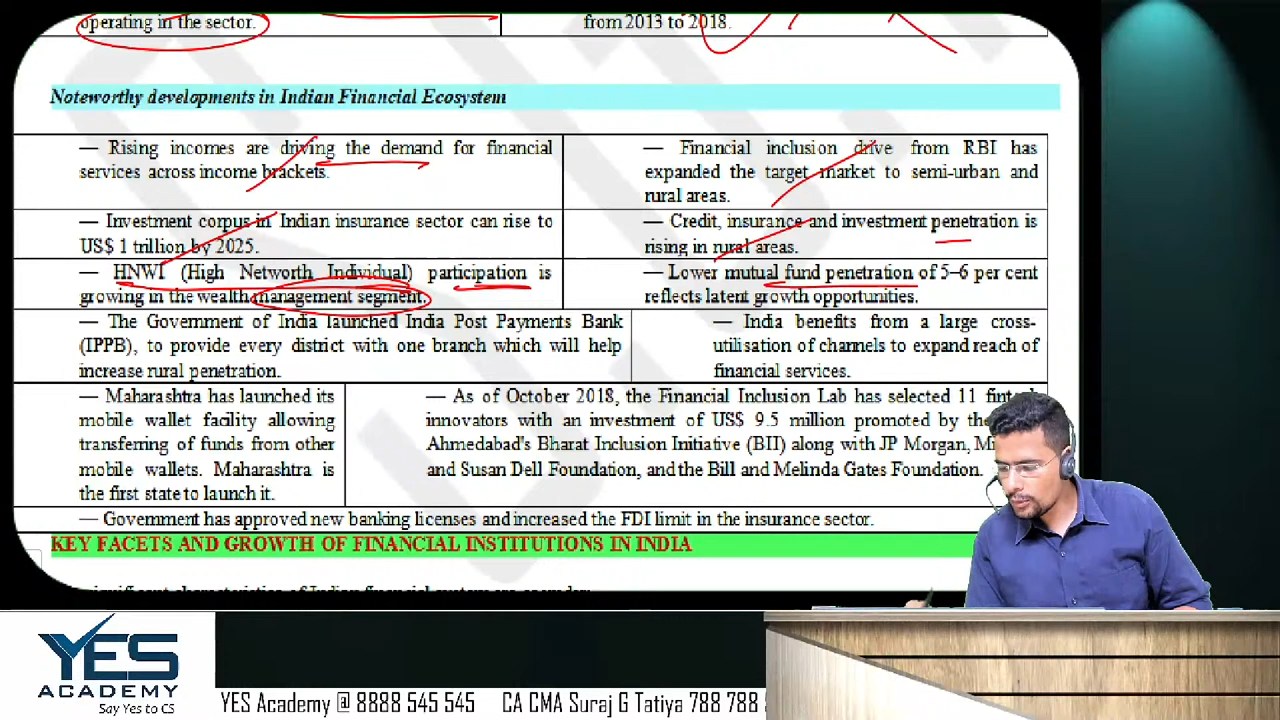 operating in the sector.
from 2013 to 2018.
Noteworthy developments in Indian Financial Ecosystem
— Rising incomes are driving the demand for financial
services across income brackets.
— Financial inclusion drive from RBI has
expanded the target market to semi-urban and
rural areas.
— Investment corpus in Indian insurance sector can rise to
US$ 1 trillion by 2025.
— Credit, insurance and investment penetration is
rising in rural areas.
— HNWI (High Networth Individual) participation is
growing in the wealth management segment.
— Lower mutual fund penetration of 5–6 per cent
reflects latent growth opportunities.
— The Government of India launched India Post Payments Bank
(IPPB), to provide every district with one branch which will help
increase rural penetration.
— India benefits from a large cross-
utilisation of channels to expand reach of
financial services.
— Maharashtra has launched its
mobile wallet facility allowing
transferring of funds from other
mobile wallets. Maharashtra is
the first state to launch it.
— As of October 2018, the Financial Inclusion Lab has selected 11
innovators with an investment of US$ 9.5 million promoted by
Ahmedabad's Bharat Inclusion Initiative (BII) along with JP Morgan,
and Susan Dell Foundation, and the Bill and Melinda Gates Foundation.
— Government has approved new banking licenses and increased the FDI limit in the insurance sector.
KEY FACETS AND GROWTH OF FINANCIAL INSTITUTIONS IN INDIA
YES
ACADEMY
Say Yes to CS
YES Academy @ 8888 545 545 CA CMA Suraj G Tatiya 788 788